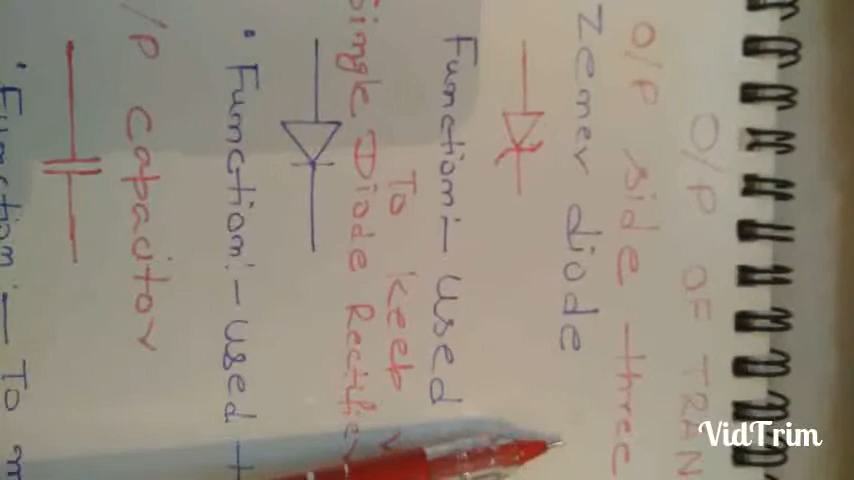 O/P OF TRAN
O/P side three
Zener diode
Function:- Used
To keep v
Single Diode Rectifier
• Function:- used t
/P capacitor
• Function:- To m
VidTrim